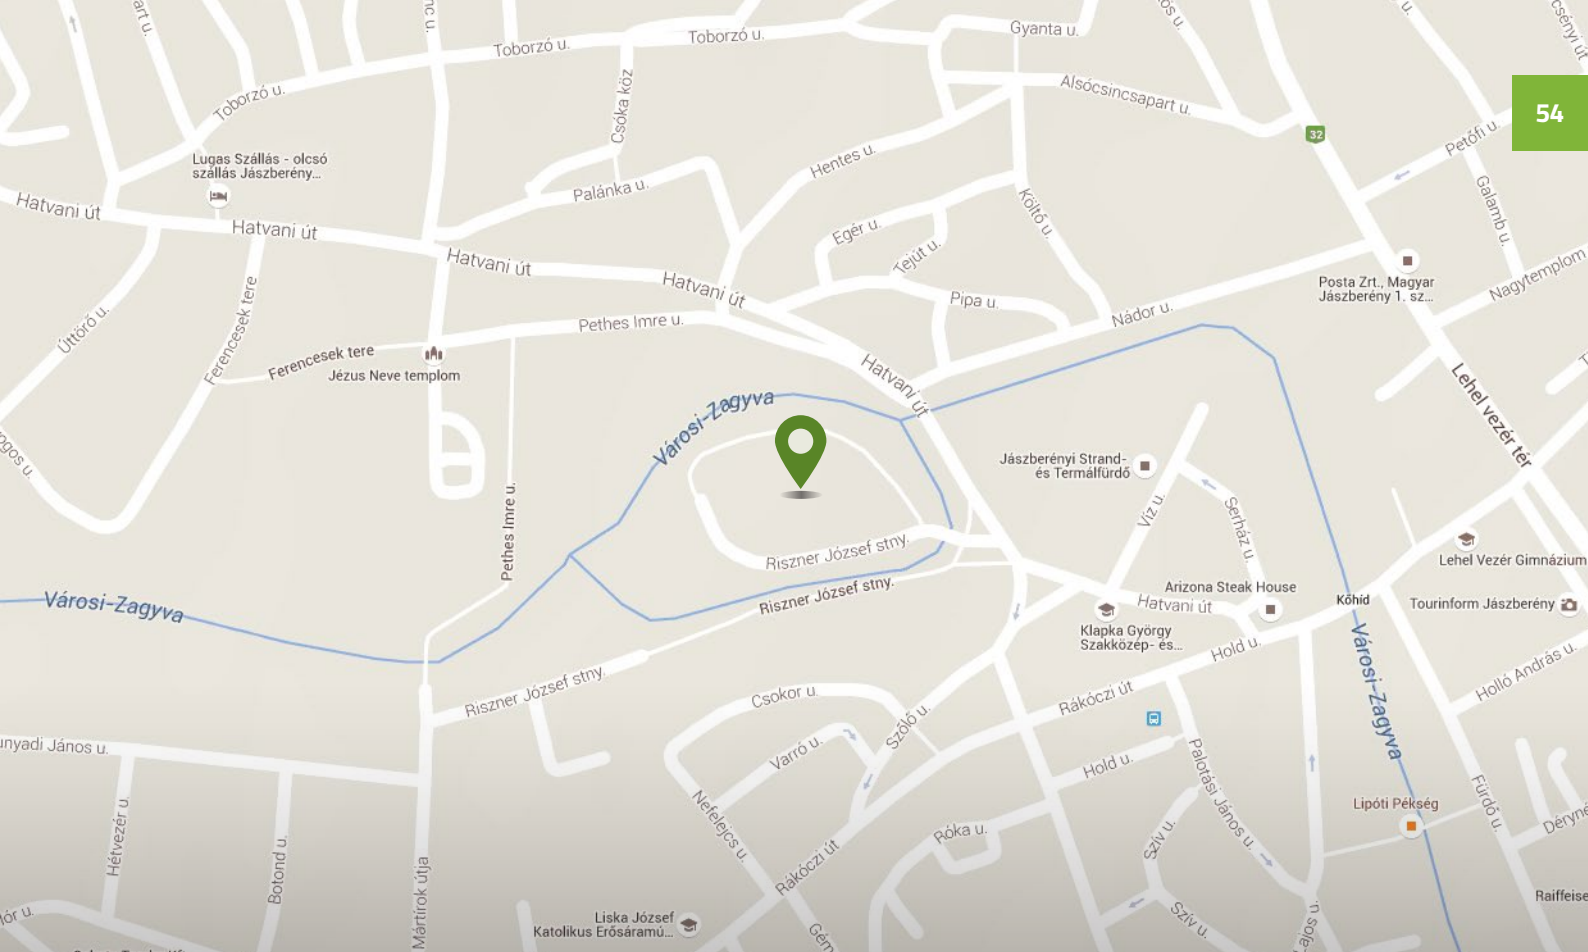 Gyanta u.
Toborzó u.
Toborzó u.
Alsócsincsapart u.
Csóka köz
Toborzó u.
54
32
Petőfi u.
Lugas Szállás - olcsó
szállás Jászberény...
Hentes u.
Palánka u.
Galamb u.
Hatvani út
Költő u.
Hatvani út
Egér u.
Tejút u.
Hatvani út
Nagytemplom
Posta Zrt., Magyar
Jászberény 1. sz...
Hatvani út
Pipa u.
Nádor u.
Pethes Imre u.
Úttörő u.
Ferencesek tere
Ferencesek tere
Jézus Neve templom
Hatvani út
Városi-Zagyva
Lehel vezér tér
Jászberényi Strand-
és Termálfürdő
Víz u.
Serház u.
Pethes Imre u.
Riszner József stny.
Lehel Vezér Gimnázium
Riszner József stny.
Arizona Steak House
Kőhíd
Tourinform Jászberény
Hatvani út
Városi-Zagyva
Klapka György
Szakközép- és...
Hold u.
Városi-Zagyva
Holló András u.
Riszner József stny.
Csokor u.
Rákóczi út
Szőlő u.
Varró u.
Hold u.
Palotási János u.
Nefelejcs u.
Lipóti Pékség
Fürdő u.
Hétvezér u.
Botond u.
Róka u.
Szív u.
Rákóczi út
Mártírok útja
Szív u.
Liska József
Katolikus Erősáramú...